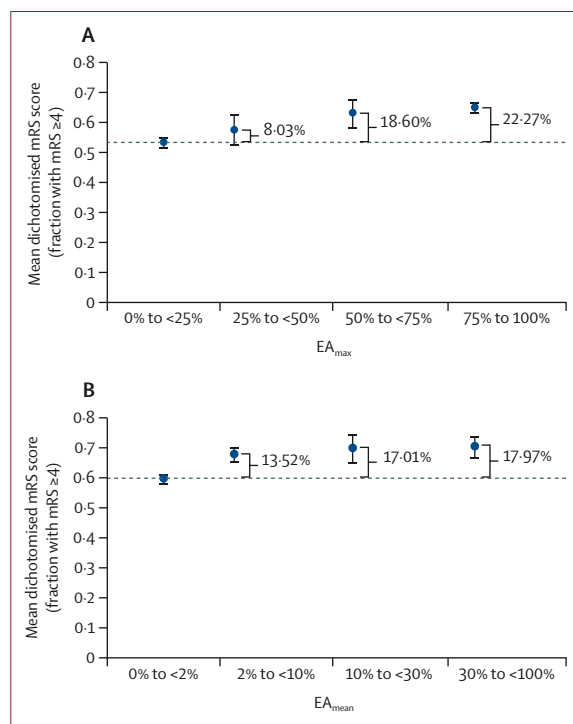 A
Mean dichotomised mRS score
(fraction with mRS ≥4)
0·8
0·7
0·6
0·5
0·4
0·3
0·2
0·1
0
8·03%
18·60%
22·27%
0% to <25%
25% to <50%
50% to <75%
75% to 100%
EAmax
B
Mean dichotomised mRS score
(fraction with mRS ≥4)
0·8
0·7
0·6
0·5
0·4
0·3
0·2
0·1
0
13·52%
17·01%
17·97%
0% to <2%
2% to <10%
10% to <30%
30% to <100%
EAmean